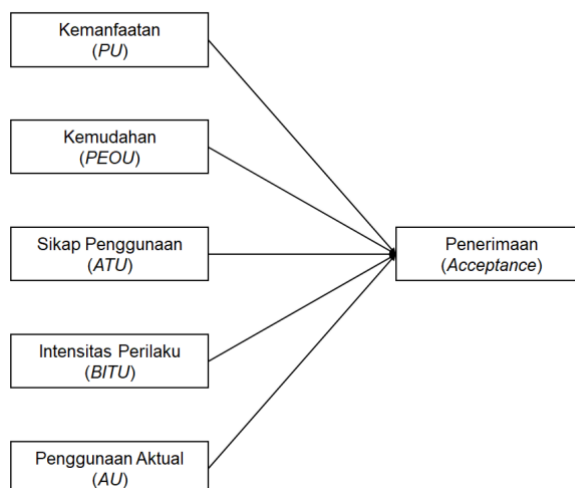 Kemanfaatan
(PU)
Kemudahan
(PEOU)
Sikap Penggunaan
(ATU)
Penerimaan
(Acceptance)
Intensitas Perilaku
(BITU)
Penggunaan Aktual
(AU)